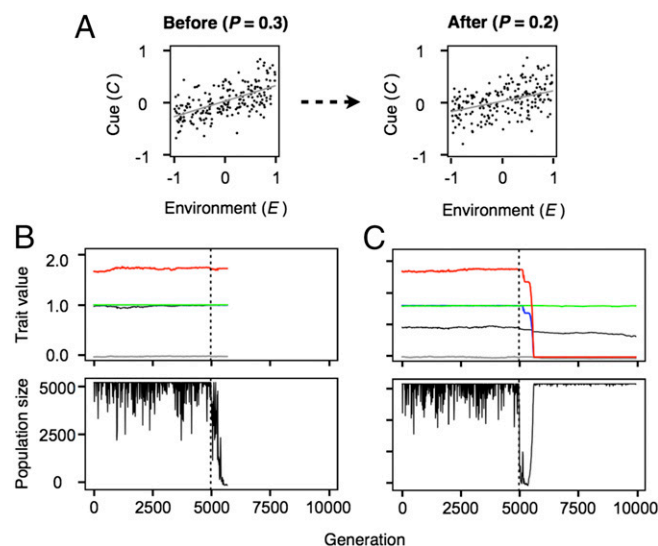 A
Before (P = 0.3)
After (P = 0.2)
Cue (C)
1
0
-1
-1 0 1
Environment (E)
Cue (C)
1
0
-1
-1 0 1
Environment (E)
B
C
Trait value
2.0
1.0
0.0
Population size
5000
2500
0
0 2500 5000 7500 10000
0 2500 5000 7500 10000
Generation